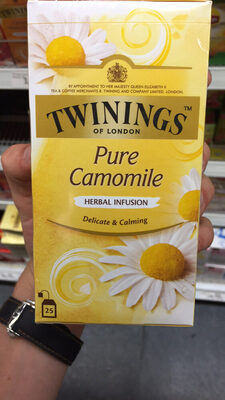 BY APPOINTMENT TO HER MAJESTY QUEEN ELIZABETH II
TEA & COFFEE MERCHANTS R. TWINING AND COMPANY LIMITED, LONDON.
TWININGS™
OF LONDON
Pure
Camomile
HERBAL INFUSION
Delicate & Calming
25